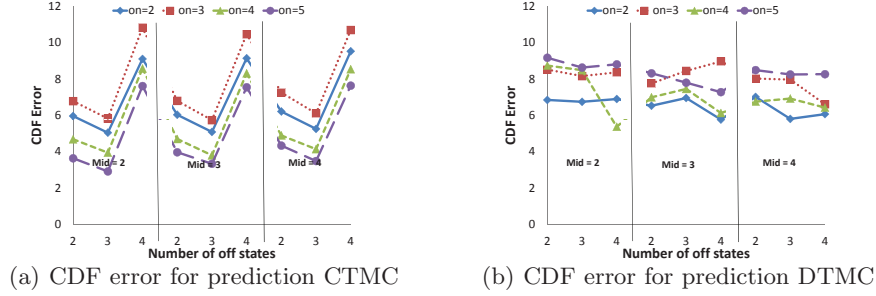 on=2 on=3 on=4 on=5
12
10
8
6
4
2
0
CDF Error
Mid = 2
Mid = 3
Mid = 4
2 3 4 2 3 4 2 3 4
Number of off states
(a) CDF error for prediction CTMC
on=2 on=3 on=4 on=5
12
10
8
6
4
2
0
CDF Error
Mid = 2
Mid = 3
Mid = 4
2 3 4 2 3 4 2 3 4
Number of off states
(b) CDF error for prediction DTMC